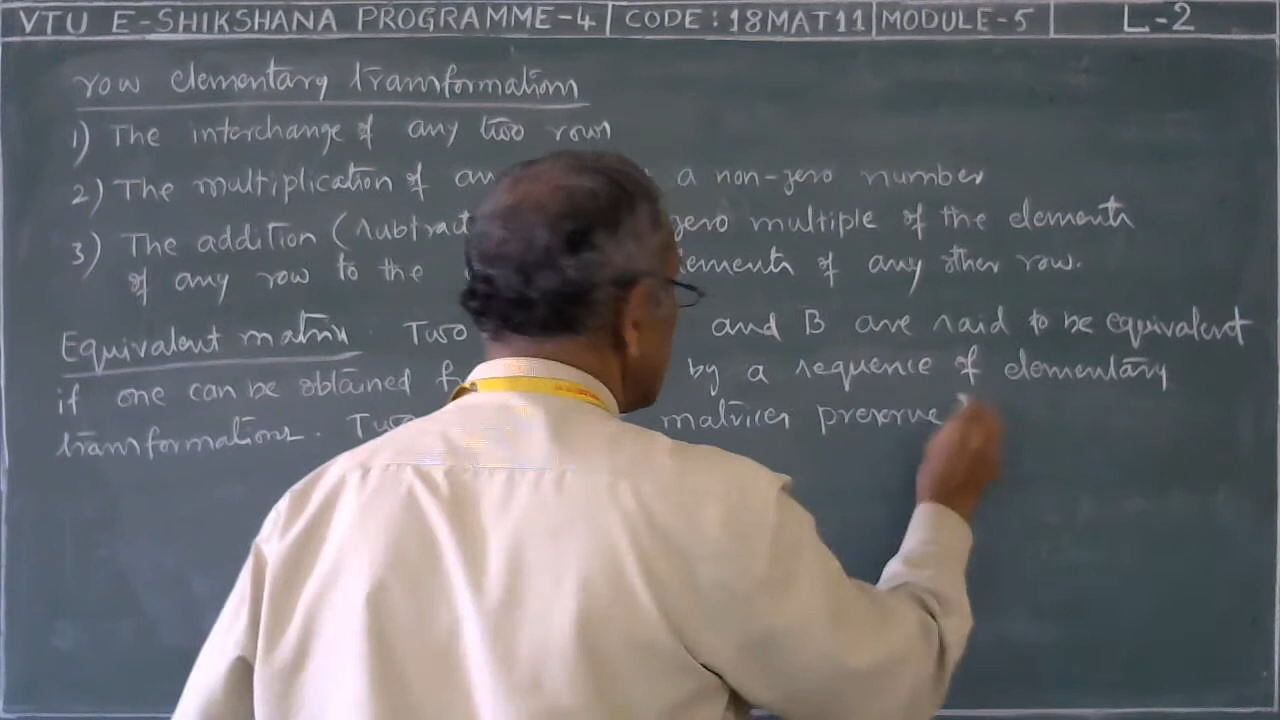 VTU E-SHIKSHANA PROGRAMME-4 CODE: 18MAT11 MODULE-5 L-2
row elementary transformations
1) The interchange of any two rows
2) The multiplication of a non-zero number
3) The addition (subtract zero multiple of the elements
of any row to the elements of any other row.
Equivalent matrix. Two and B are said to be equivalent
if one can be obtained by a sequence of elementary
transformations. Two matrices preserve